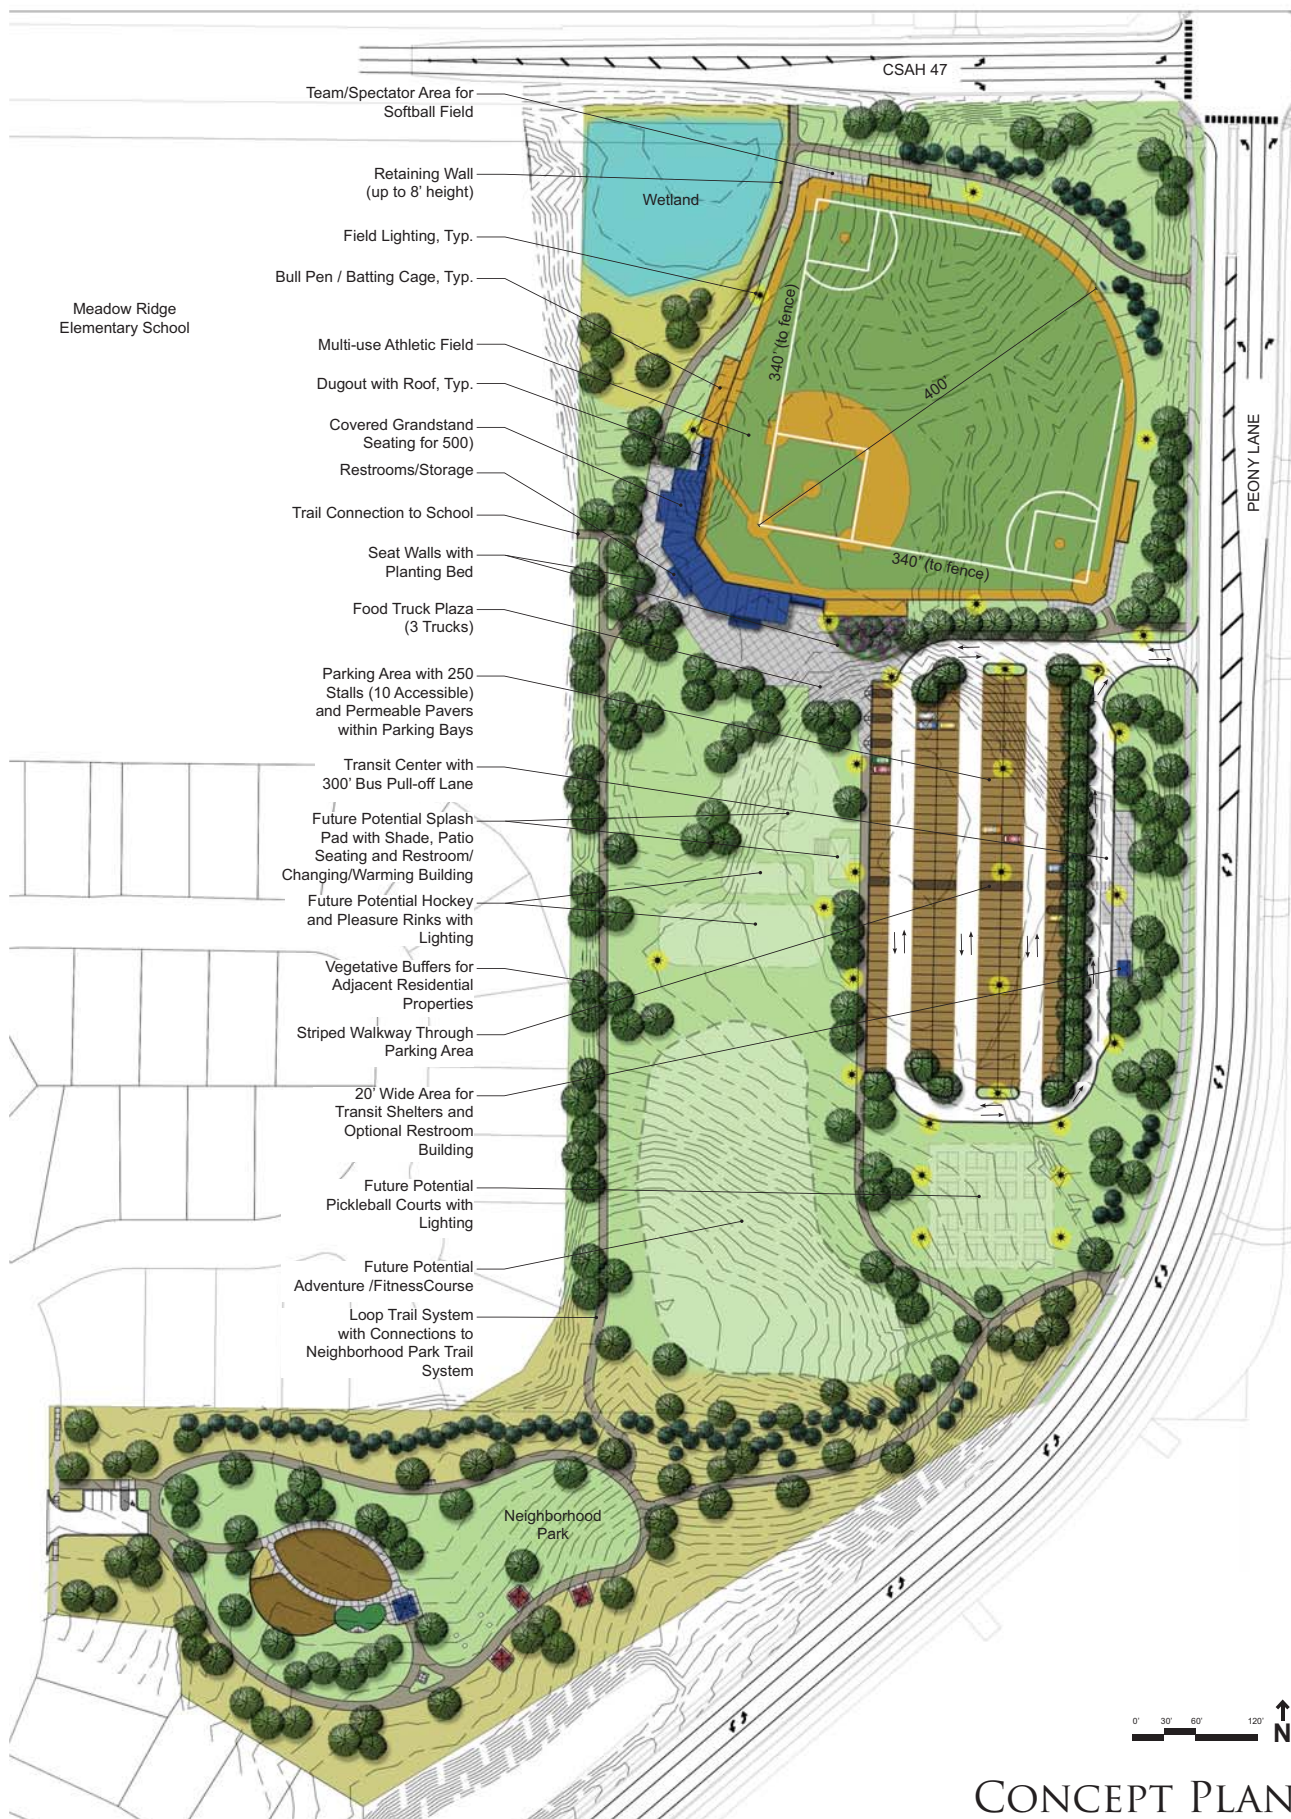 CSAH 47
Team/Spectator Area for
Softball Field
Retaining Wall
(up to 8' height)
Wetland
Field Lighting, Typ.
Bull Pen / Batting Cage, Typ.
Meadow Ridge
Elementary School
Multi-use Athletic Field
Dugout with Roof, Typ.
Covered Grandstand
Seating for 500)
Restrooms/Storage
Trail Connection to School
Seat Walls with
Planting Bed
Food Truck Plaza
(3 Trucks)
Parking Area with 250
Stalls (10 Accessible)
and Permeable Pavers
within Parking Bays
Transit Center with
300' Bus Pull-off Lane
Future Potential Splash
Pad with Shade, Patio
Seating and Restroom/
Changing/Warming Building
Future Potential Hockey
and Pleasure Rinks with
Lighting
Vegetative Buffers for
Adjacent Residential
Properties
Striped Walkway Through
Parking Area
20' Wide Area for
Transit Shelters and
Optional Restroom
Building
Future Potential
Pickleball Courts with
Lighting
Future Potential
Adventure /FitnessCourse
Loop Trail System
with Connections to
Neighborhood Park Trail
System
340' (to fence)
400'
340' (to fence)
PEONY LANE
Neighborhood
Park
0' 30' 60' 120'
N
CONCEPT PLAN